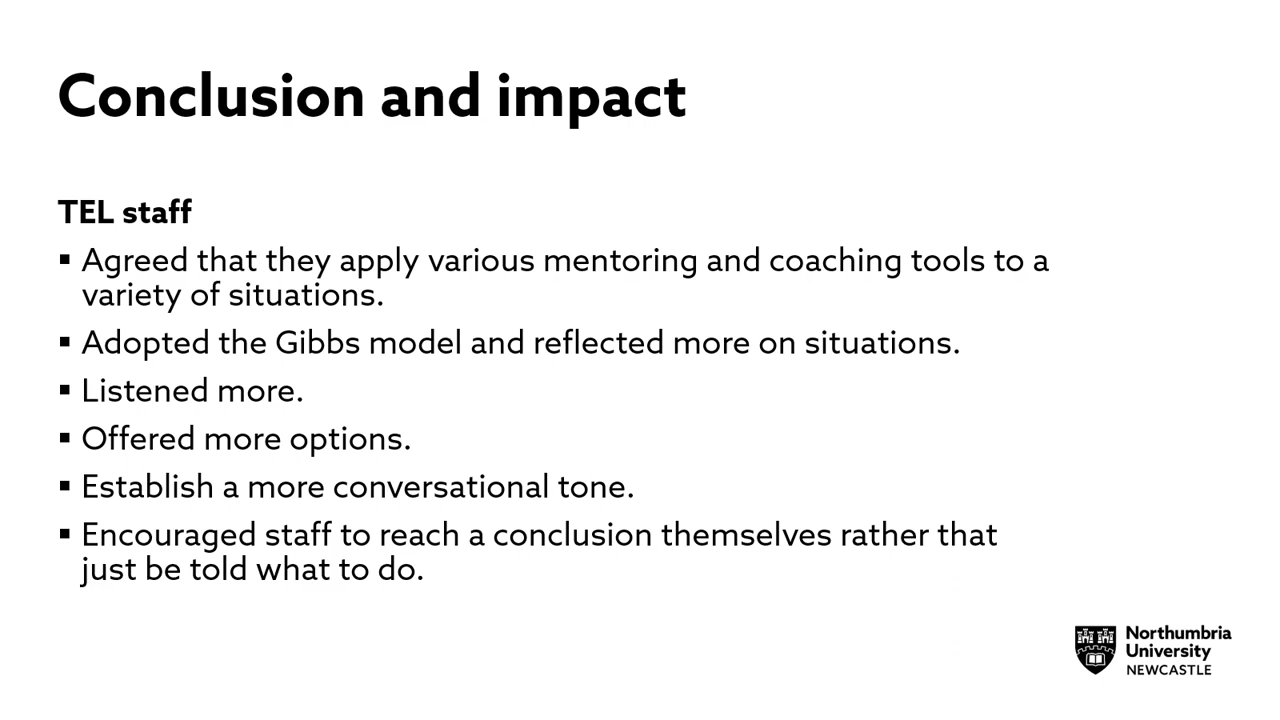 Conclusion and impact
TEL staff
▪ Agreed that they apply various mentoring and coaching tools to a
variety of situations.
▪ Adopted the Gibbs model and reflected more on situations.
▪ Listened more.
▪ Offered more options.
▪ Establish a more conversational tone.
▪ Encouraged staff to reach a conclusion themselves rather that
just be told what to do.
Northumbria
University
NEWCASTLE